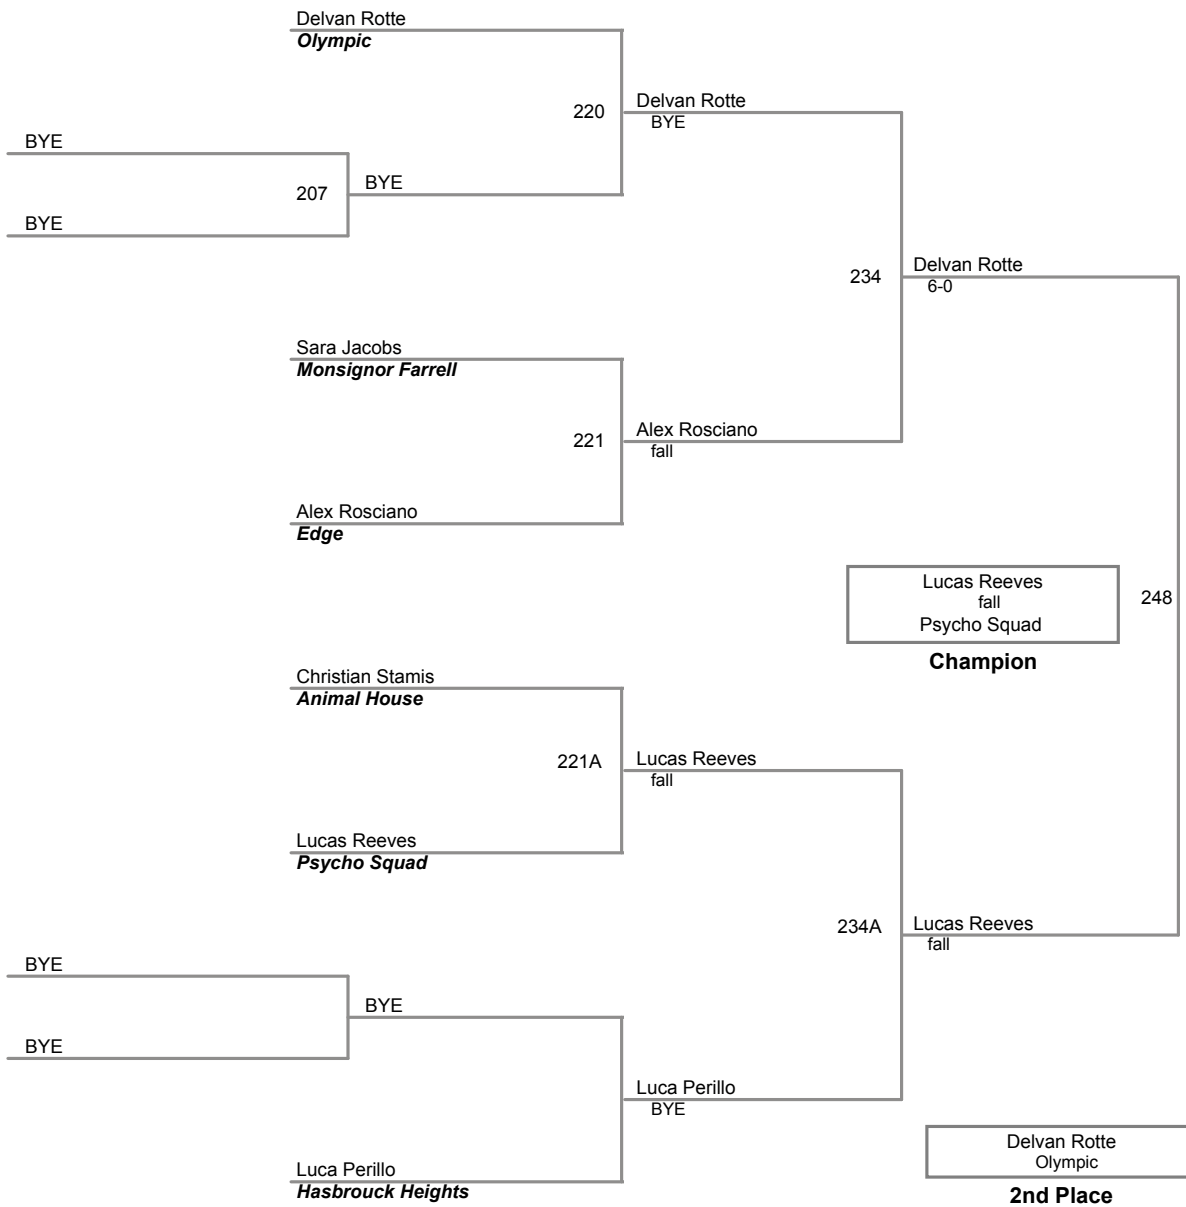 Delvan Rotte
Olympic
220
Delvan Rotte
BYE
BYE
207
BYE
BYE
234
Delvan Rotte
6-0
Sara Jacobs
Monsignor Farrell
221
Alex Rosciano
fall
Alex Rosciano
Edge
Lucas Reeves
fall
Psycho Squad
248
Champion
Christian Stamis
Animal House
221A
Lucas Reeves
fall
Lucas Reeves
Psycho Squad
234A
Lucas Reeves
fall
BYE
BYE
BYE
Luca Perillo
BYE
Luca Perillo
Hasbrouck Heights
Delvan Rotte
Olympic
2nd Place